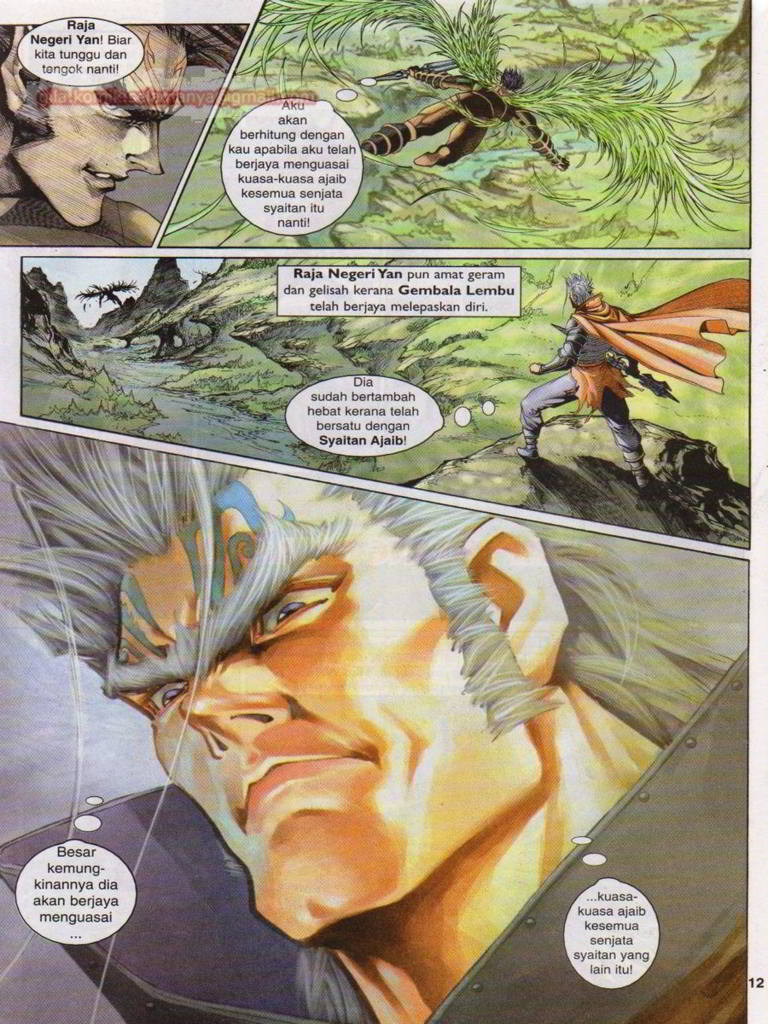 Raja
Negeri Yan! Biar
kita tunggu dan
tengok nanti!
Aku
akan
berhitung dengan
kau apabila aku telah
berjaya menguasai
kuasa-kuasa ajaib
kesemua senjata
syaitan itu
nanti!
Raja Negeri Yan pun amat geram
dan gelisah kerana Gembala Lembu
telah berjaya melepaskan diri.
Dia
sudah bertambah
hebat kerana telah
bersatu dengan
Syaitan Ajaib!
Besar
kemung-
kinannya dia
akan berjaya
menguasai
...
...kuasa-
kuasa ajaib
kesemua
senjata
syaitan yang
lain itu!
12